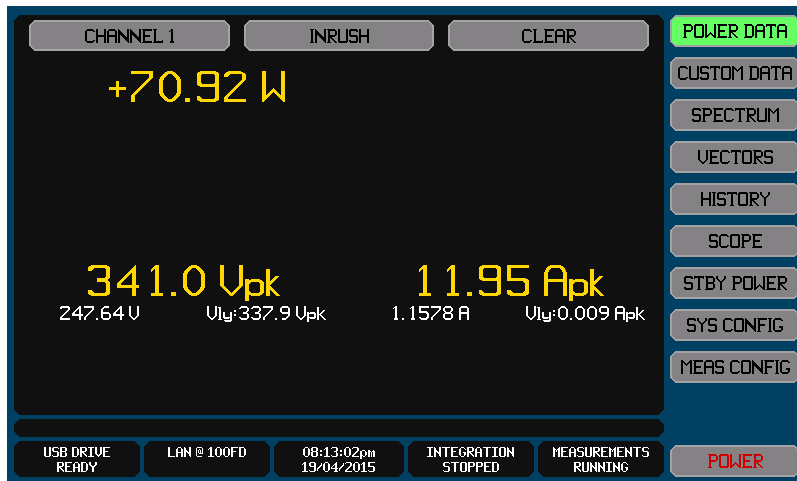 CHANNEL 1
INRUSH
CLEAR
+70.92 W
341.0 Vpk
11.95 Apk
247.64 V
Vly:337.9 Vpk
1.1578 A
Vly:0.009 Apk
POWER DATA
CUSTOM DATA
SPECTRUM
VECTORS
HISTORY
SCOPE
STBY POWER
SYS CONFIG
MEAS CONFIG
USB DRIVE
READY
LAN @ 100FD
08:13:02pm
19/04/2015
INTEGRATION
STOPPED
MEASUREMENTS
RUNNING
POWER